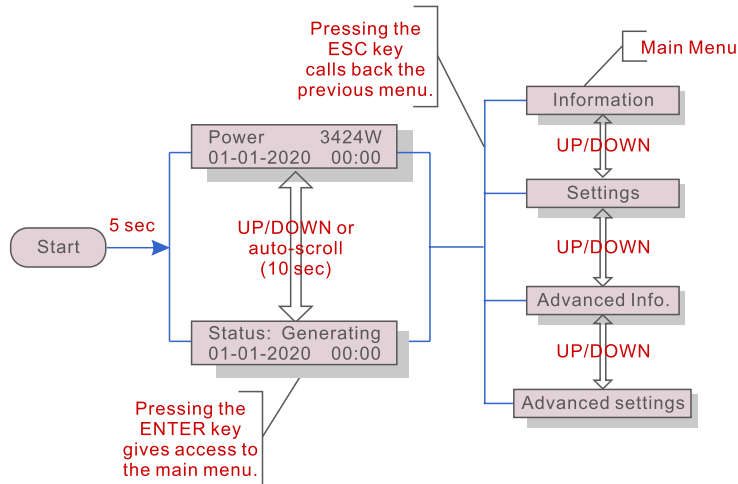 Start
5 sec
Power 3424W
01-01-2020 00:00
UP/DOWN or
auto-scroll
(10 sec)
Status: Generating
01-01-2020 00:00
Pressing the
ENTER key
gives access to
the main menu.
Pressing the
ESC key
calls back the
previous menu.
Main Menu
Information
UP/DOWN
Settings
UP/DOWN
Advanced Info.
UP/DOWN
Advanced settings